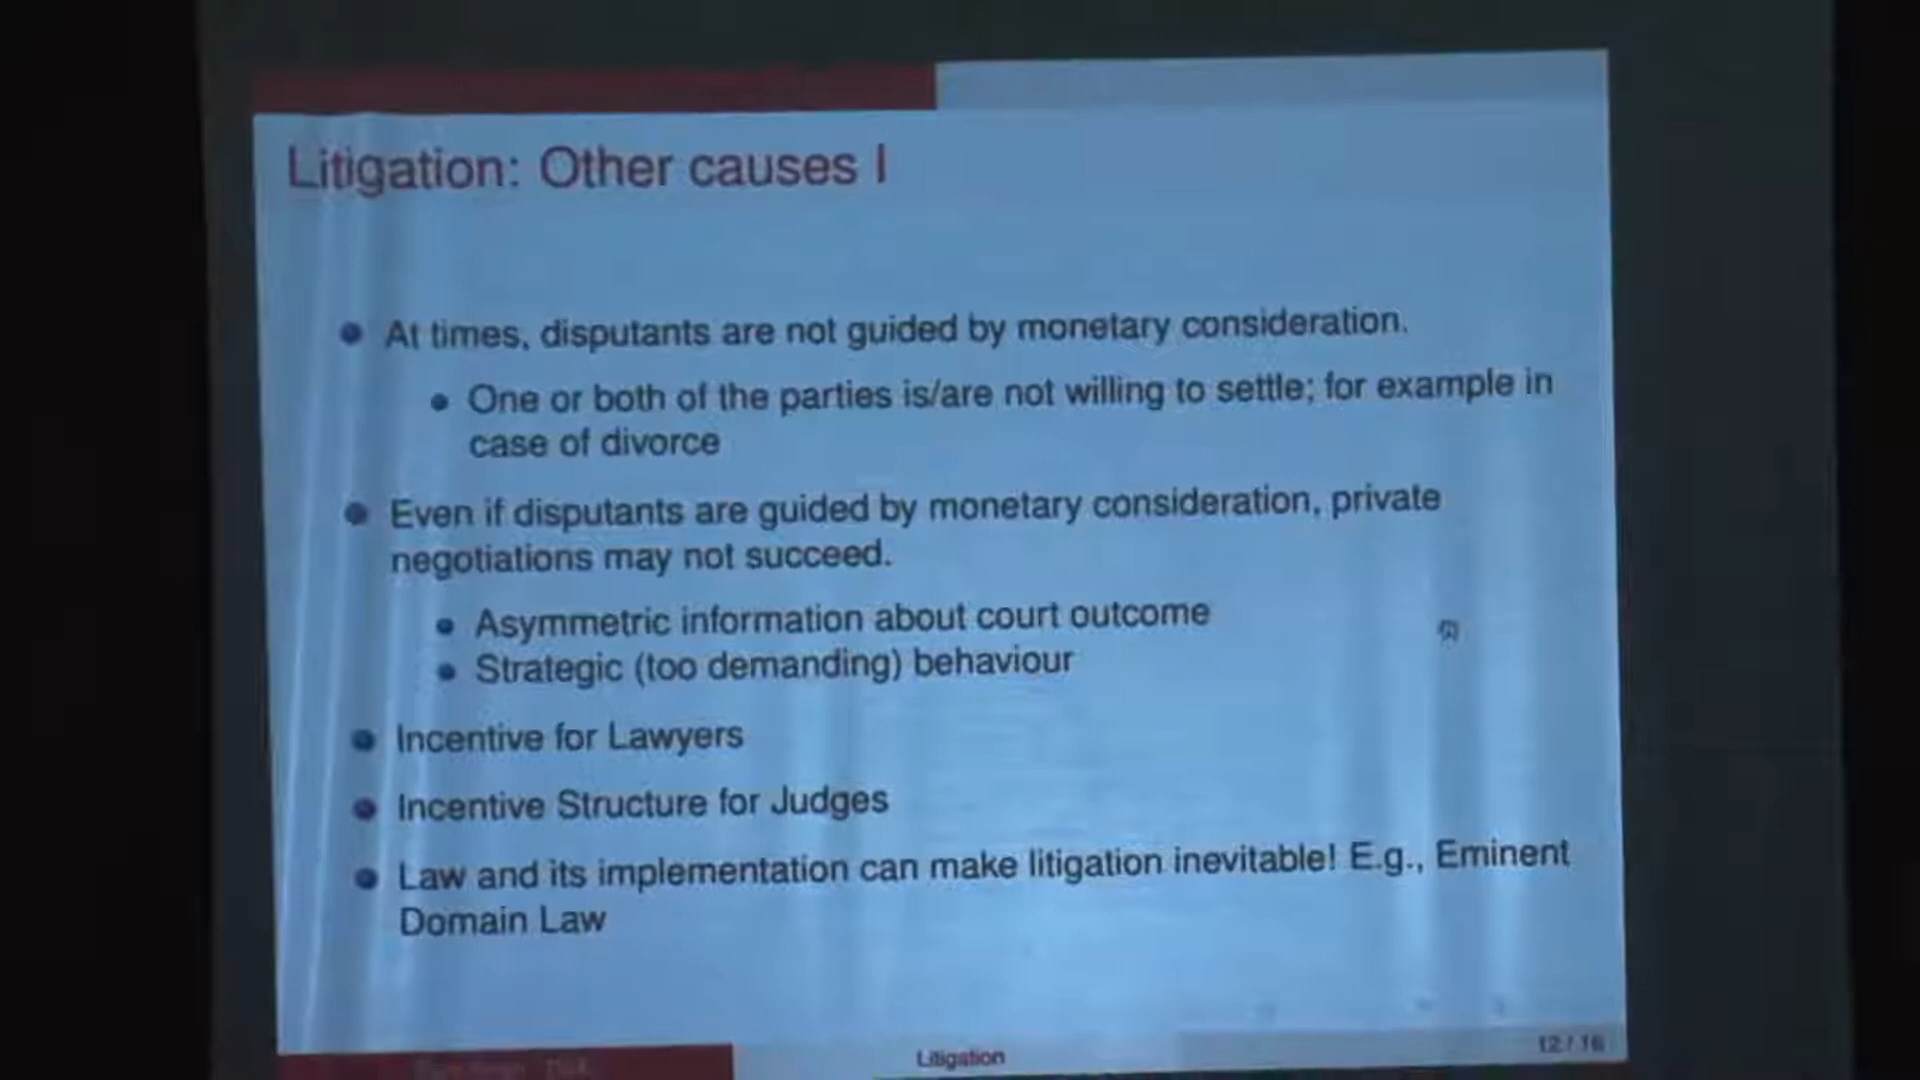 Litigation: Other causes I
At times, disputants are not guided by monetary consideration.
One or both of the parties is/are not willing to settle; for example in
case of divorce
Even if disputants are guided by monetary consideration, private
negotiations may not succeed.
Asymmetric information about court outcome
Strategic (too demanding) behaviour
Incentive for Lawyers
Incentive Structure for Judges
Law and its implementation can make litigation inevitable! E.g., Eminent
Domain Law
Litigation
12 / 16